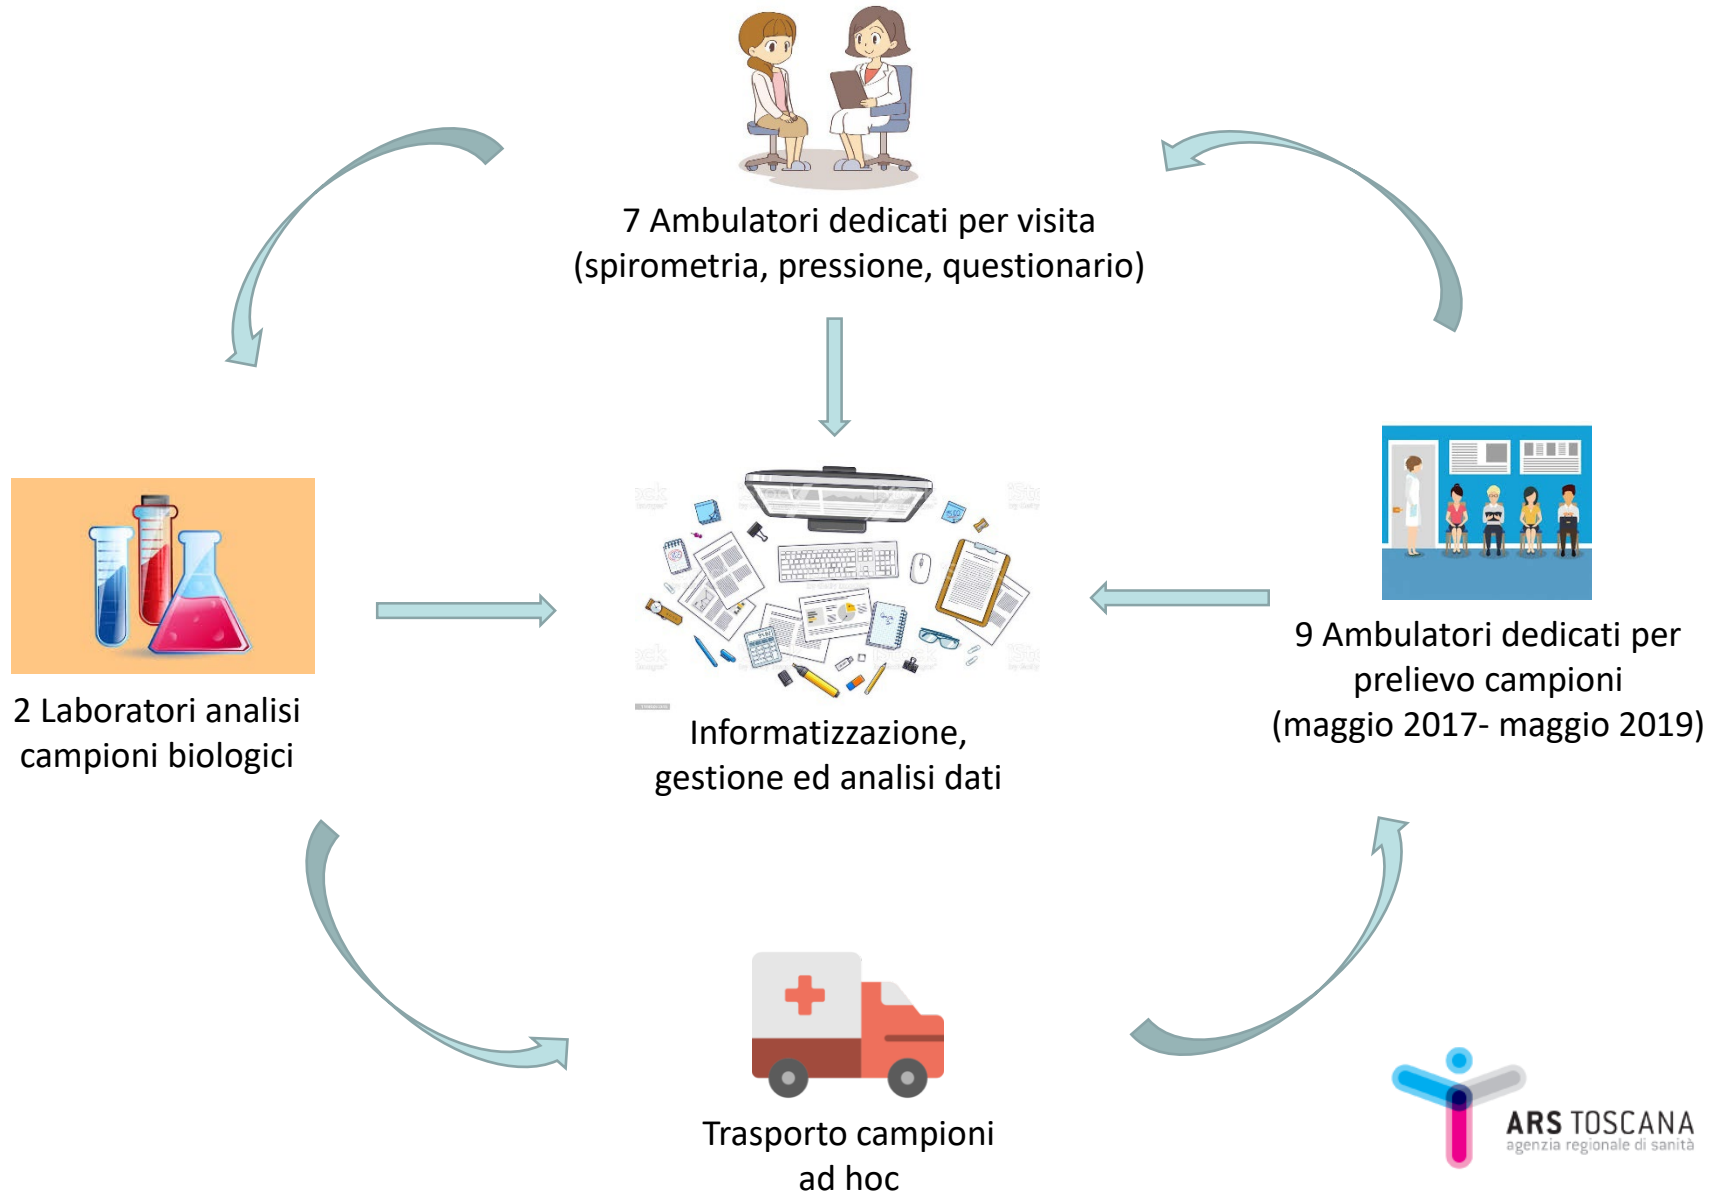 7 Ambulatori dedicati per visita
(spirometria, pressione, questionario)
2 Laboratori analisi
campioni biologici
Informatizzazione,
gestione ed analisi dati
9 Ambulatori dedicati per
prelievo campioni
(maggio 2017- maggio 2019)
Trasporto campioni
ad hoc
ARS TOSCANA
agenzia regionale di sanità